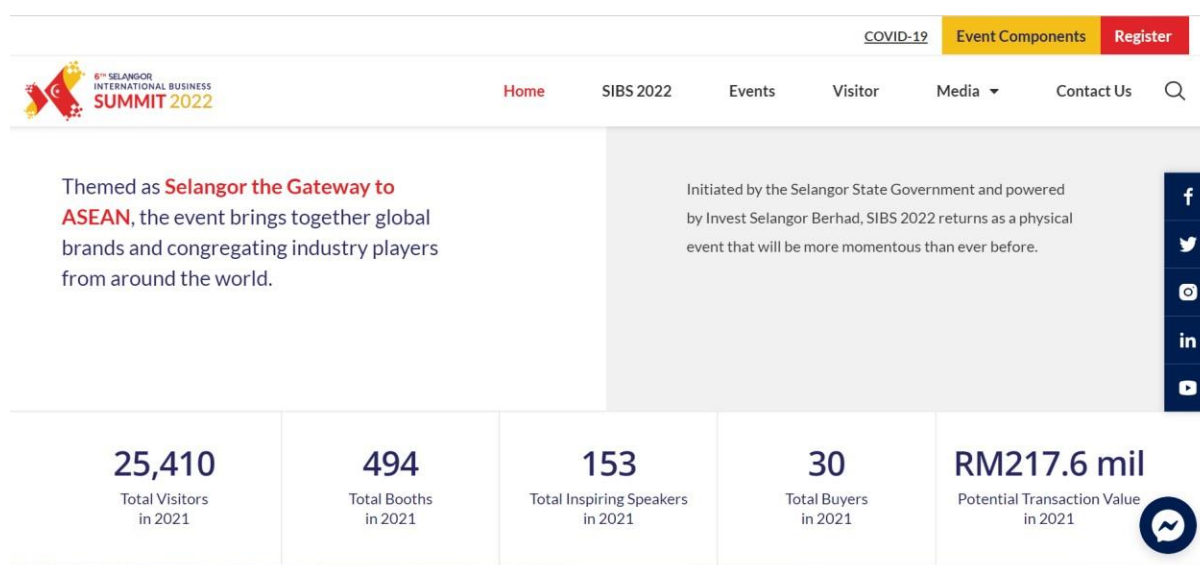 COVID-19
Event Components
Register
6TH SELANGOR
INTERNATIONAL BUSINESS
SUMMIT 2022
Home
SIBS 2022
Events
Visitor
Media
Contact Us
Themed as Selangor the Gateway to
ASEAN, the event brings together global
brands and congregating industry players
from around the world.
Initiated by the Selangor State Government and powered
by Invest Selangor Berhad, SIBS 2022 returns as a physical
event that will be more momentous than ever before.
25,410
Total Visitors
in 2021
494
Total Booths
in 2021
153
Total Inspiring Speakers
in 2021
30
Total Buyers
in 2021
RM217.6 mil
Potential Transaction Value
in 2021